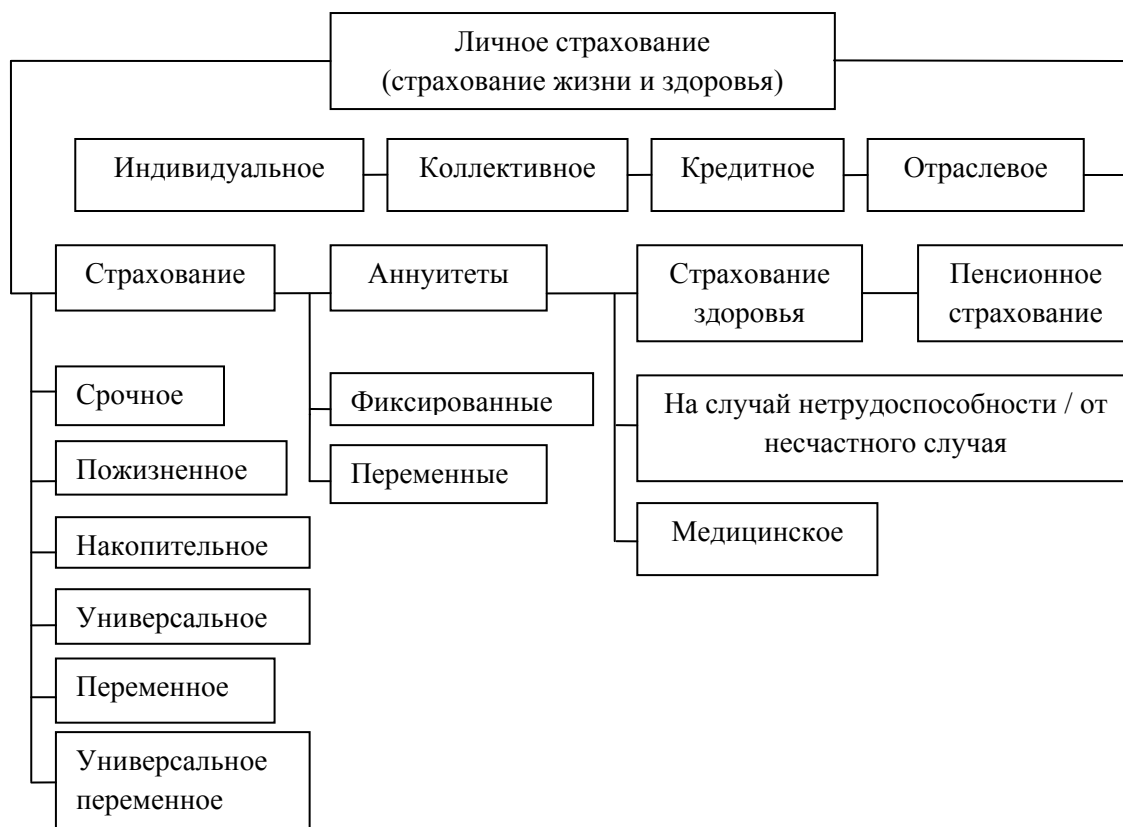 Личное страхование
(страхование жизни и здоровья)
Индивидуальное
Коллективное
Кредитное
Отраслевое
Страхование
Аннуитеты
Страхование
здоровья
Пенсионное
страхование
Срочное
Пожизненное
Накопительное
Универсальное
Переменное
Универсальное
переменное
Фиксированные
Переменные
На случай нетрудоспособности / от
несчастного случая
Медицинское